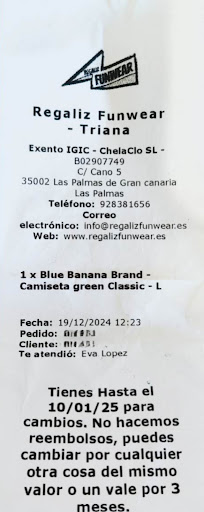 REGALIZ
FUNWEAR
Regaliz Funwear
- Triana
Exento IGIC - ChelaClo SL -
B02907749
C/ Cano 5
35002 Las Palmas de Gran canaria
Las Palmas
Teléfono: 928381656
Correo
electrónico: info@regalizfunwear.es
Web: www.regalizfunwear.es
1 x Blue Banana Brand -
Camiseta green Classic - L
Fecha: 19/12/2024 12:23
Pedido:
Cliente:
Te atendió: Eva Lopez
Tienes Hasta el
10/01/25 para
cambios. No hacemos
reembolsos, puedes
cambiar por cualquier
otra cosa del mismo
valor o un vale por 3
meses.